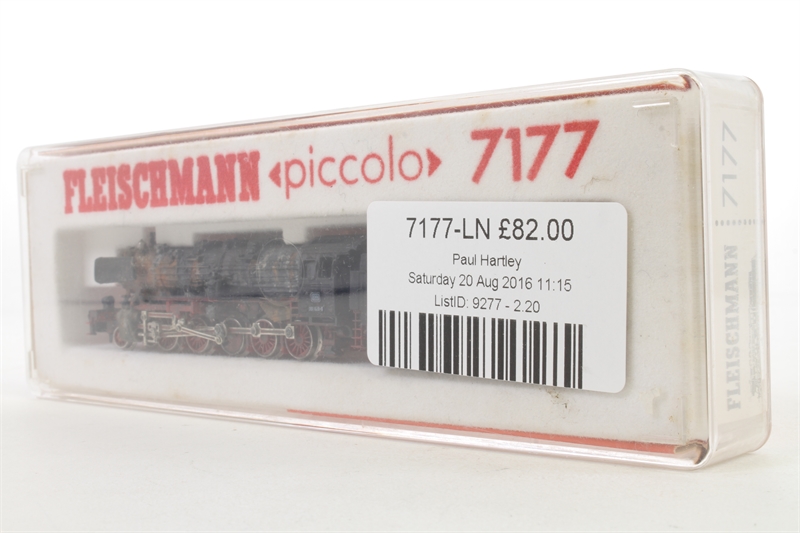 FLEISCHMANN «piccolo» 7177
7177-LN £82.00
Paul Hartley
Saturday 20 Aug 2016 11:15
ListID: 9277 - 2.20
FLEISCHMANN 7177